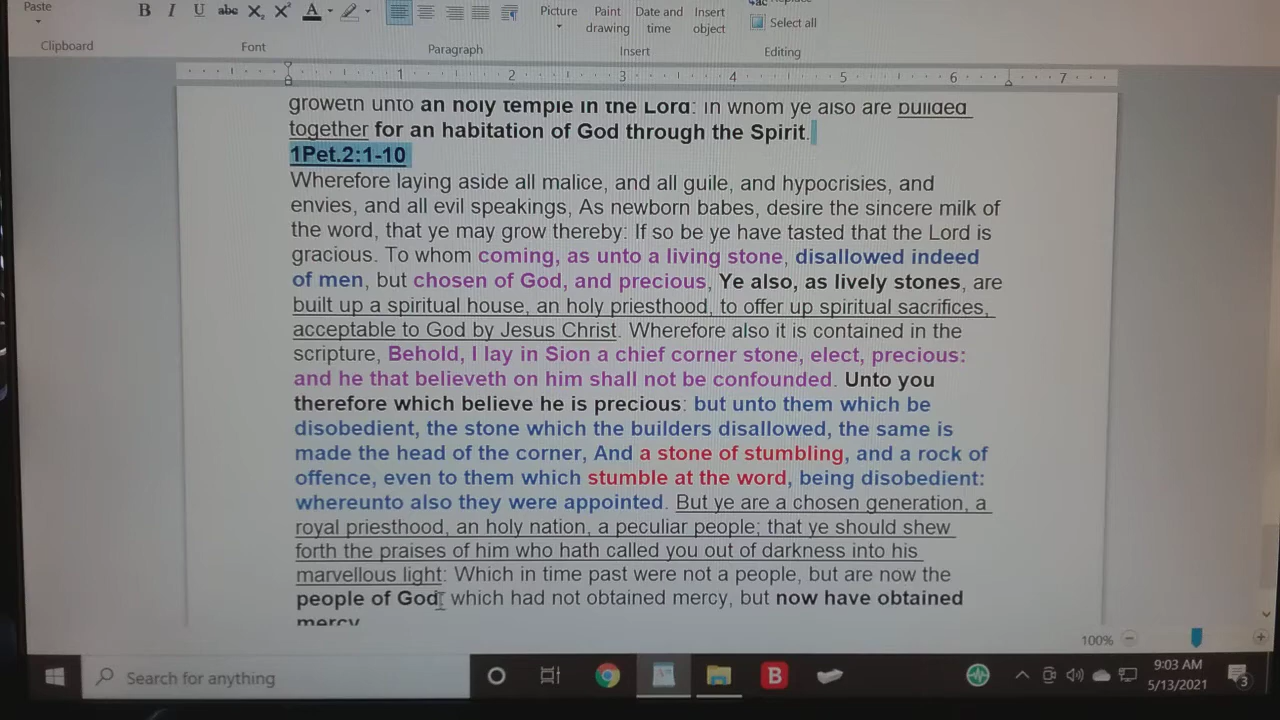 Paste
B I U abc X₂ X² A
Picture Paint drawing Date and time Insert object
Select all
Clipboard Font Paragraph Insert Editing
1 2 3 4 5 6 7
groweth unto an holy temple in the Lord: in whom ye also are builded
together for an habitation of God through the Spirit.
1Pet.2:1-10
Wherefore laying aside all malice, and all guile, and hypocrisies, and
envies, and all evil speakings, As newborn babes, desire the sincere milk of
the word, that ye may grow thereby: If so be ye have tasted that the Lord is
gracious. To whom coming, as unto a living stone, disallowed indeed
of men, but chosen of God, and precious, Ye also, as lively stones, are
built up a spiritual house, an holy priesthood, to offer up spiritual sacrifices,
acceptable to God by Jesus Christ. Wherefore also it is contained in the
scripture, Behold, I lay in Sion a chief corner stone, elect, precious:
and he that believeth on him shall not be confounded. Unto you
therefore which believe he is precious: but unto them which be
disobedient, the stone which the builders disallowed, the same is
made the head of the corner, And a stone of stumbling, and a rock of
offence, even to them which stumble at the word, being disobedient:
whereunto also they were appointed. But ye are a chosen generation, a
royal priesthood, an holy nation, a peculiar people; that ye should shew
forth the praises of him who hath called you out of darkness into his
marvellous light: Which in time past were not a people, but are now the
people of God: which had not obtained mercy, but now have obtained
mercy
100%
Search for anything
B
9:03 AM
5/13/2021
3